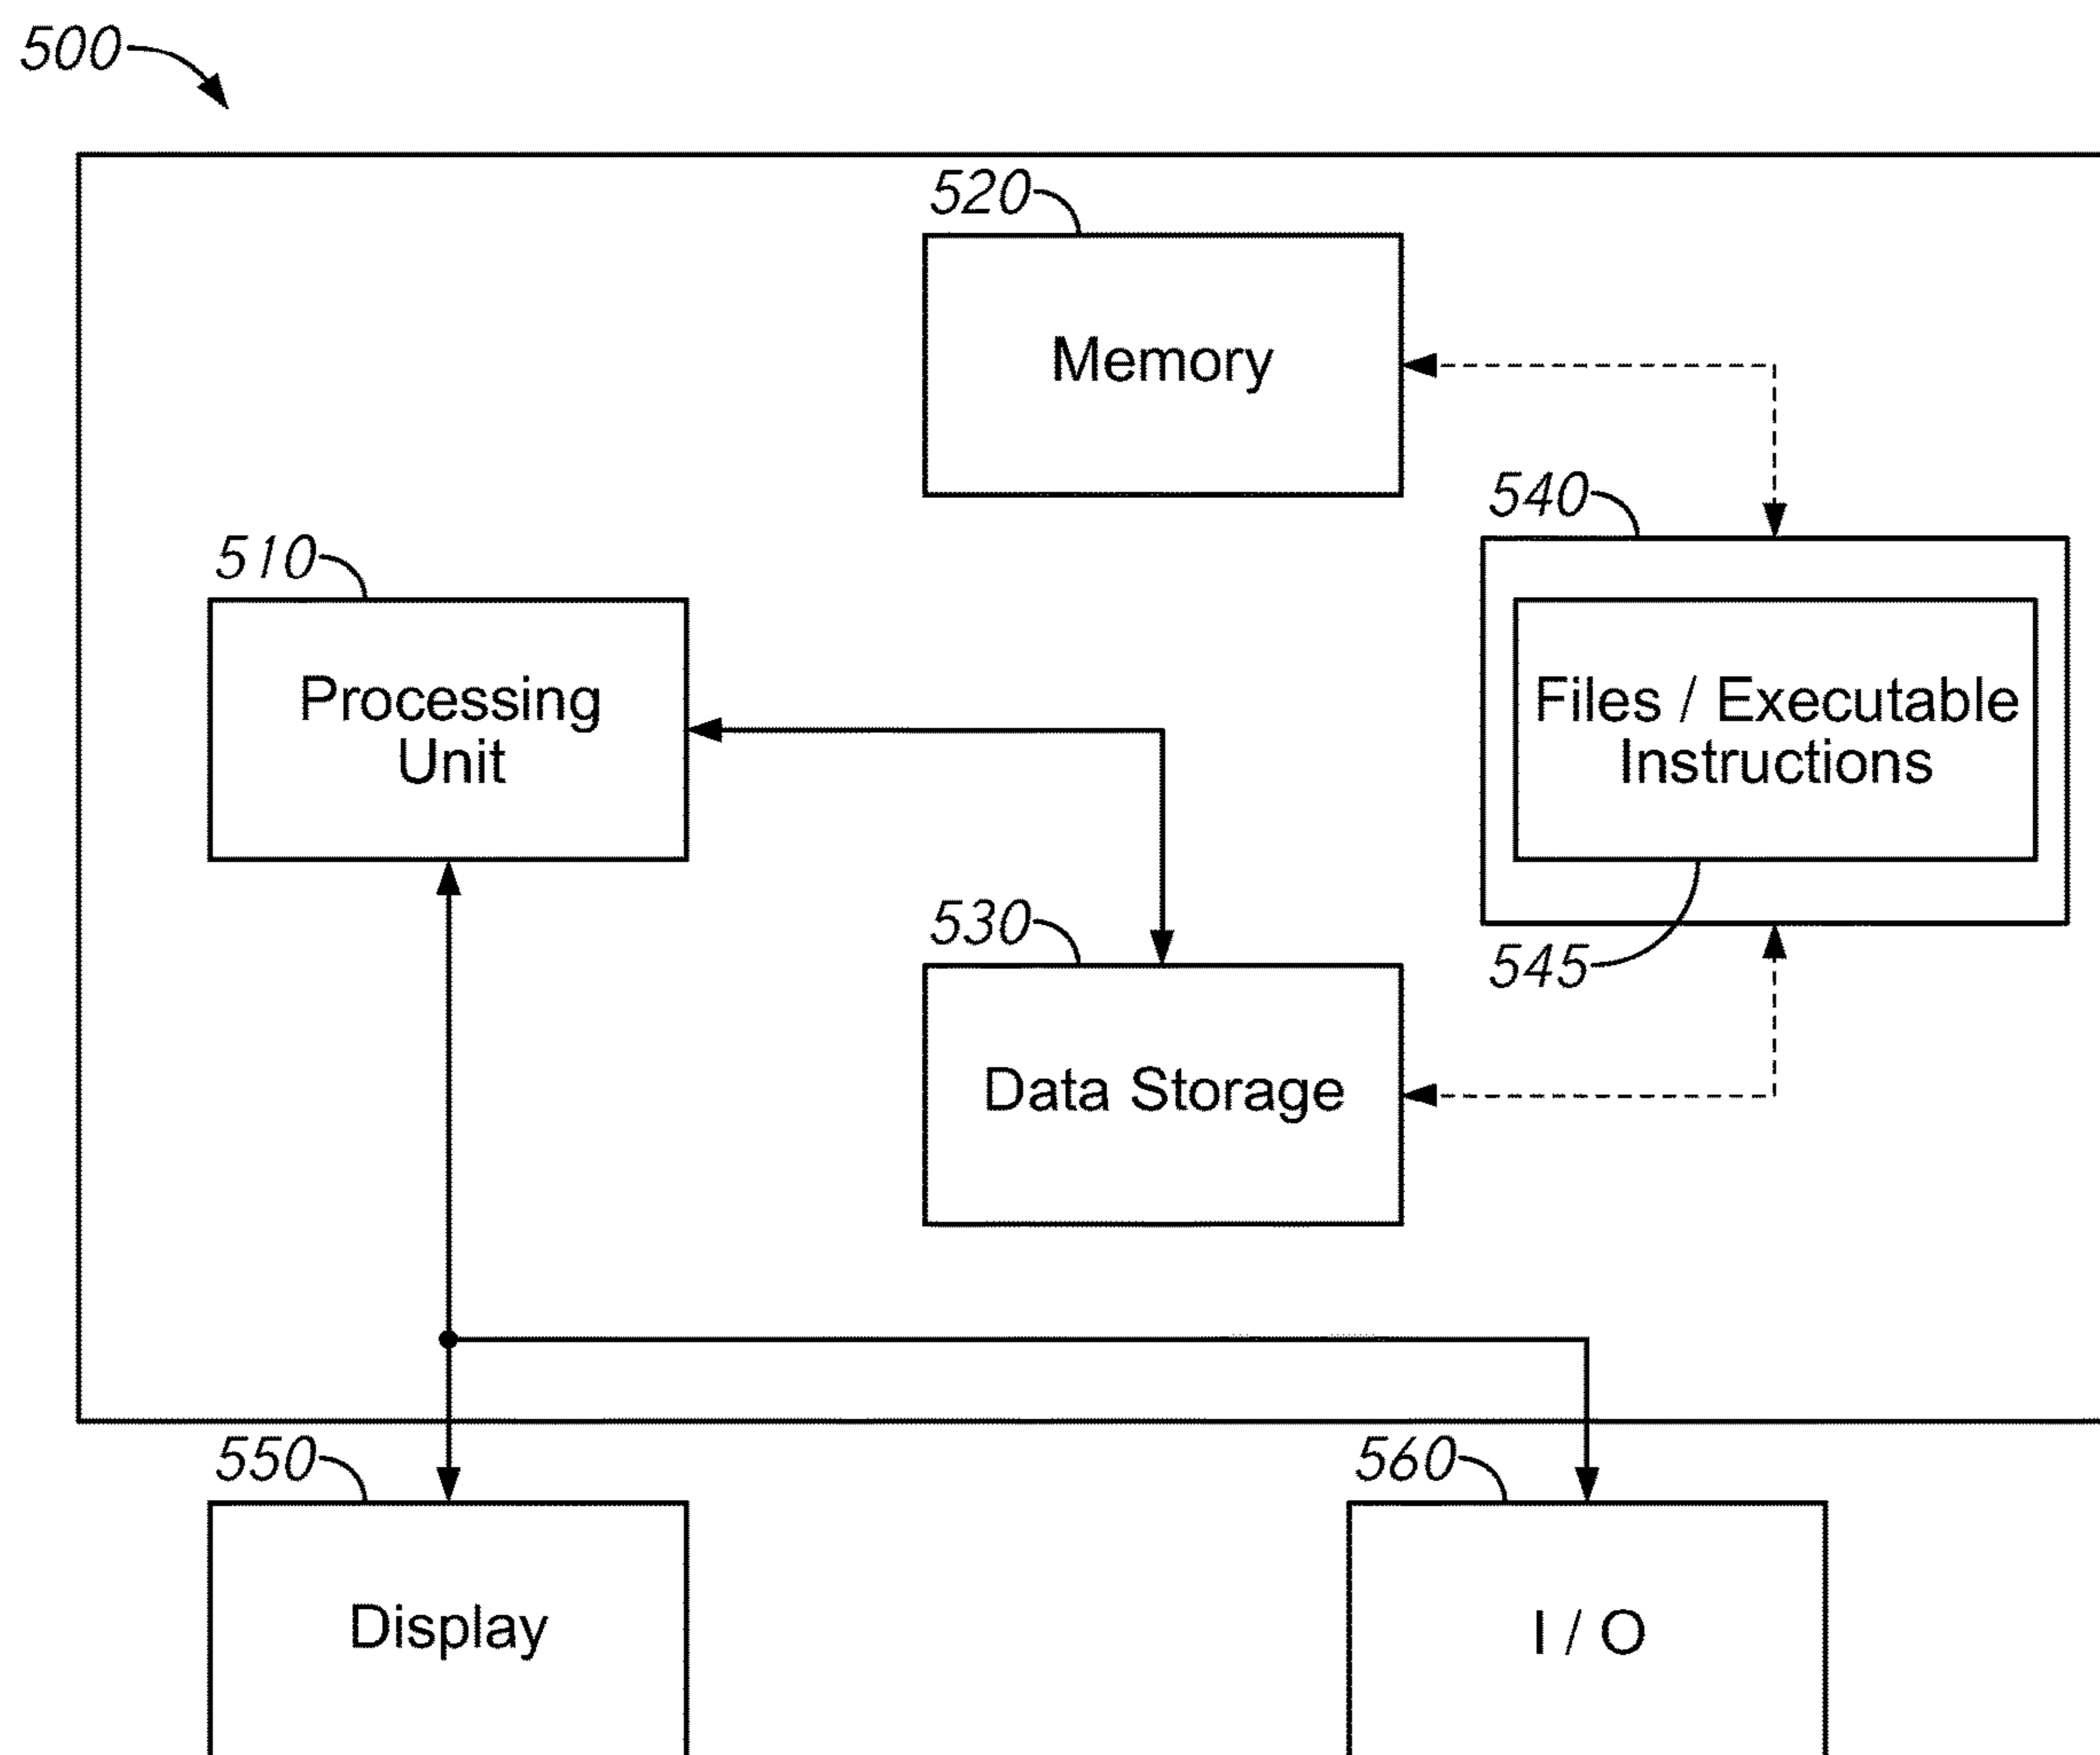 500
520
Memory
540
510
Processing
Unit
Files / Executable
Instructions
530
545
Data Storage
550
560
Display
I / O